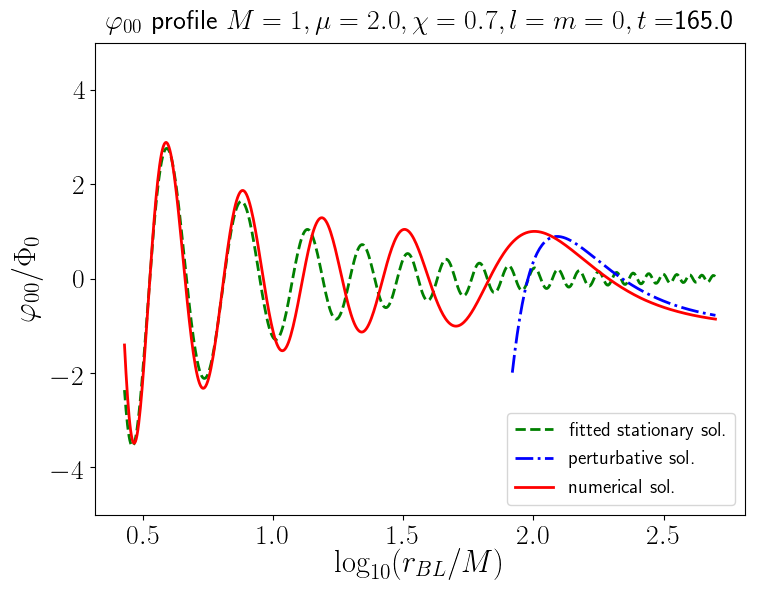 φ₀₀ profile M = 1, μ = 2.0, χ = 0.7, l = m = 0, t =165.0
φ₀₀/Φ₀
4
2
0
−2
−4
fitted stationary sol.
perturbative sol.
numerical sol.
0.5 1.0 1.5 2.0 2.5
log₁₀(r_BL/M)